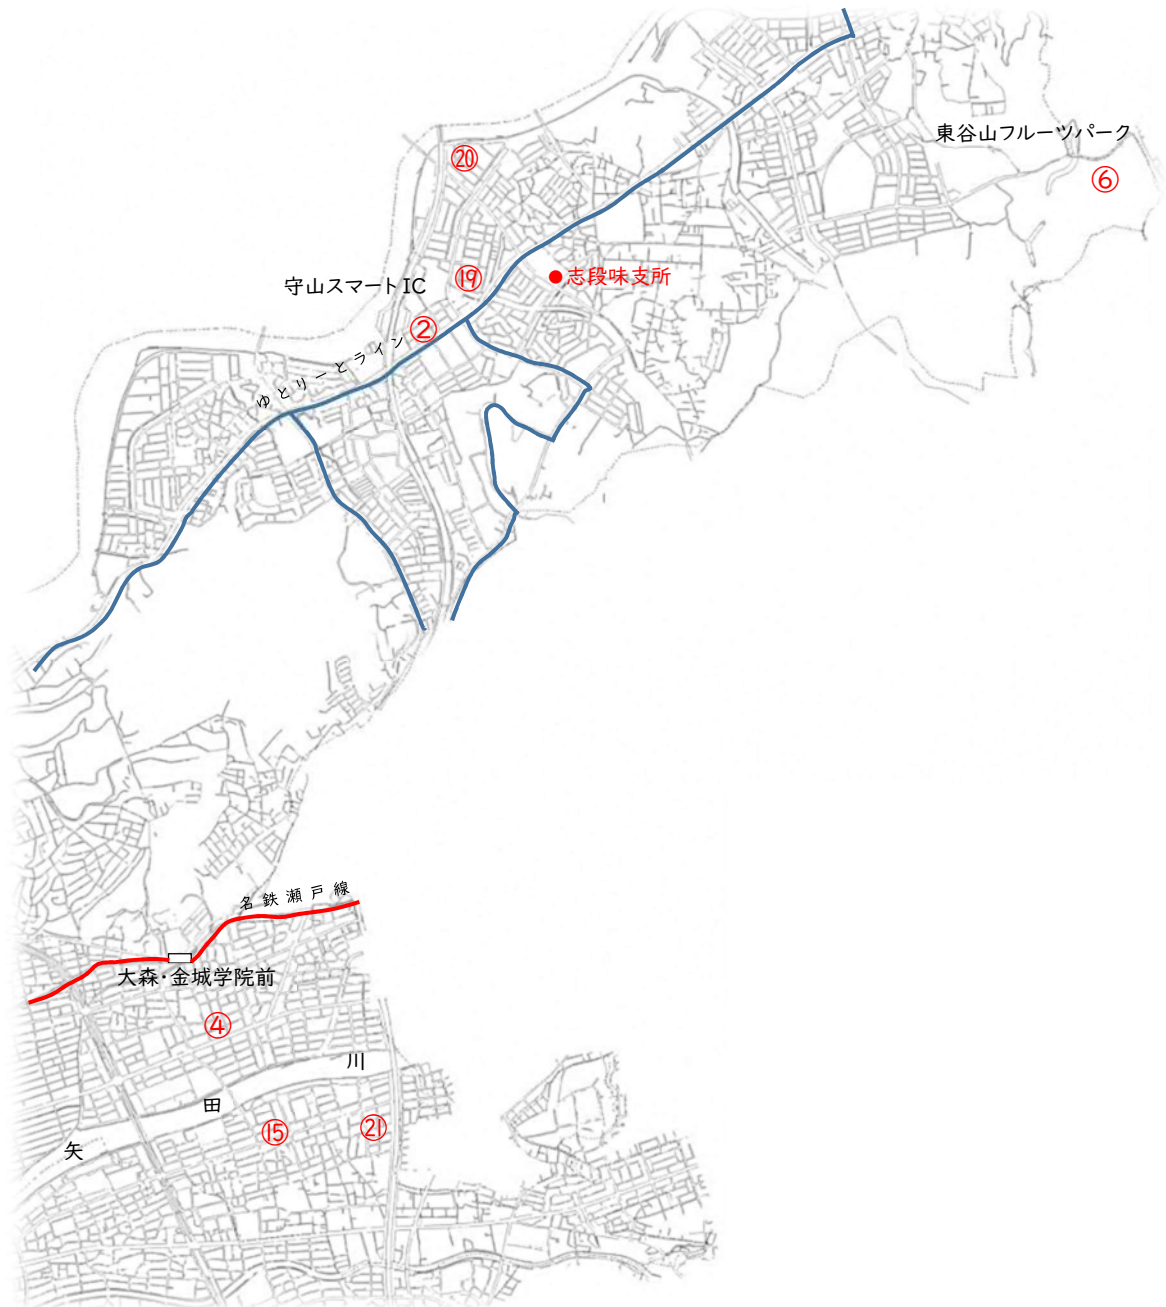 東谷山フルーツパーク
⑳
⑥
⑲
志段味支所
守山スマートIC
②
ゆとりーとライン
名鉄瀬戸線
大森・金城学院前
④
矢田川
⑮
㉑